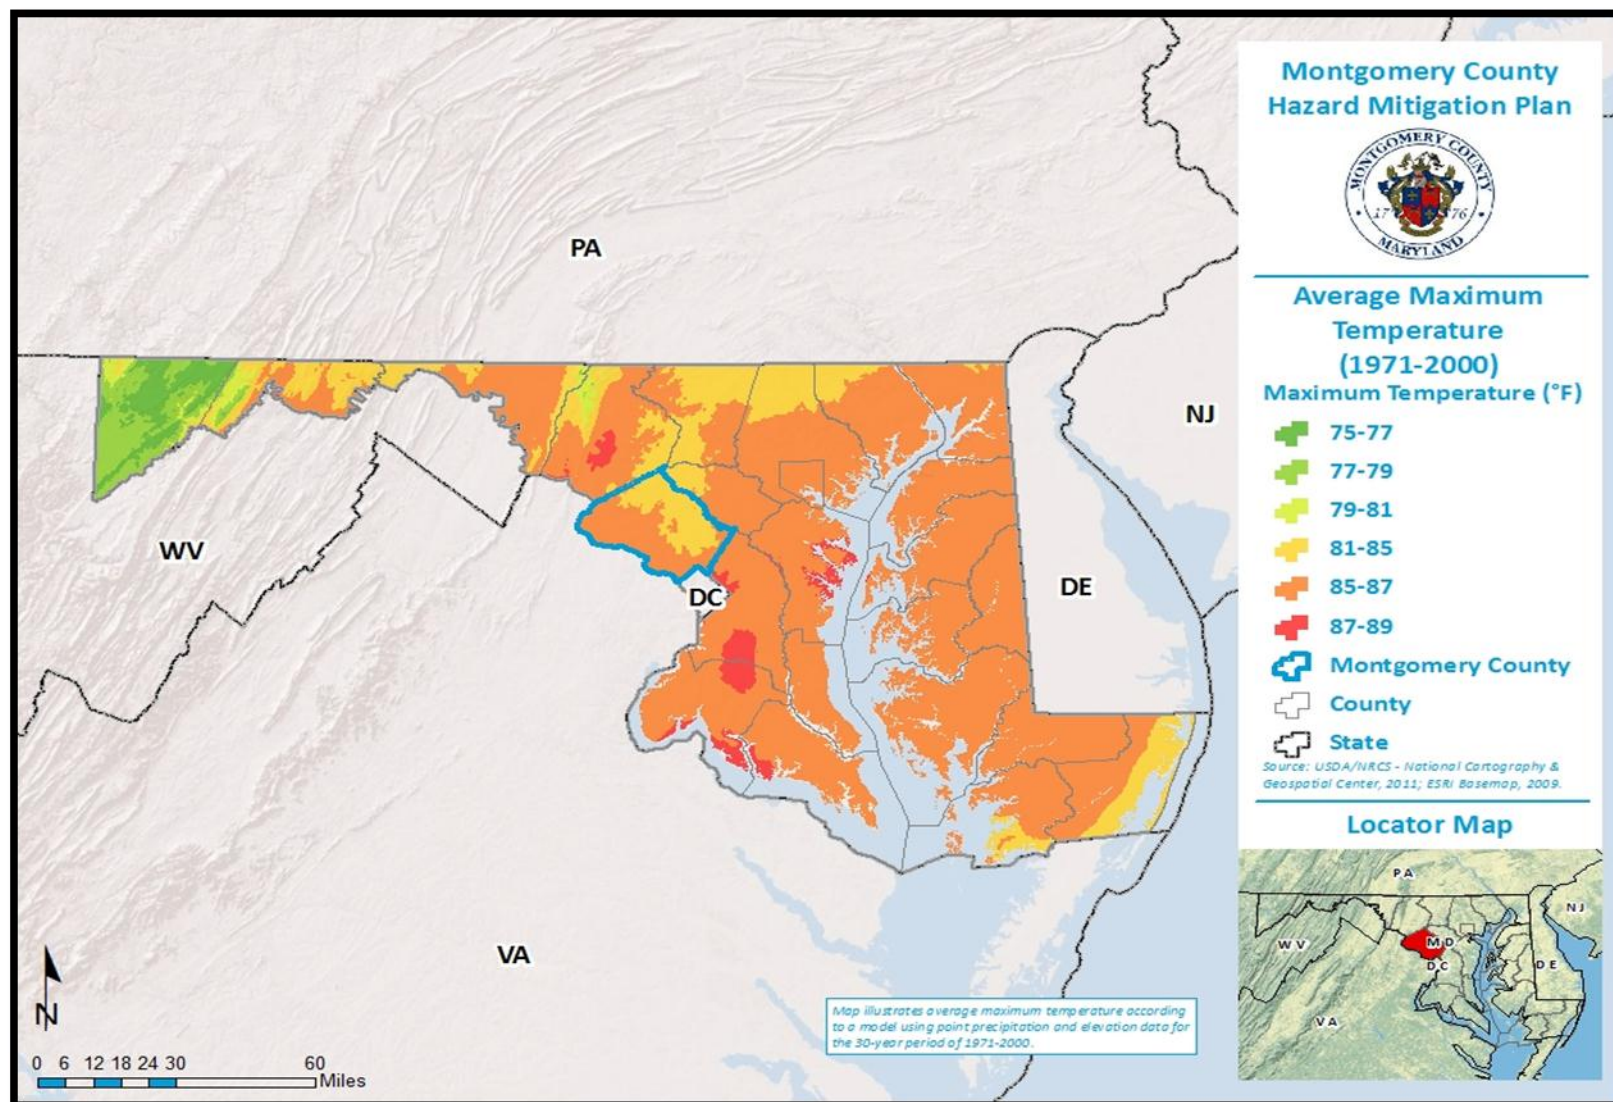 Montgomery County
Hazard Mitigation Plan
MONTGOMERY COUNTY
17 76
MARYLAND
Average Maximum
Temperature
(1971-2000)
Maximum Temperature (°F)
75-77
77-79
79-81
81-85
85-87
87-89
Montgomery County
County
State
Source: USDA/NRCS - National Cartography &
Geospatial Center, 2011; ESRI Basemap, 2009.
Locator Map
PA
NJ
WV
MD
DC
DE
VA
PA
NJ
WV
DC
DE
VA
Map illustrates average maximum temperature according
to a model using point precipitation and elevation data for
the 30-year period of 1971-2000.
N
0 6 12 18 24 30 60
Miles